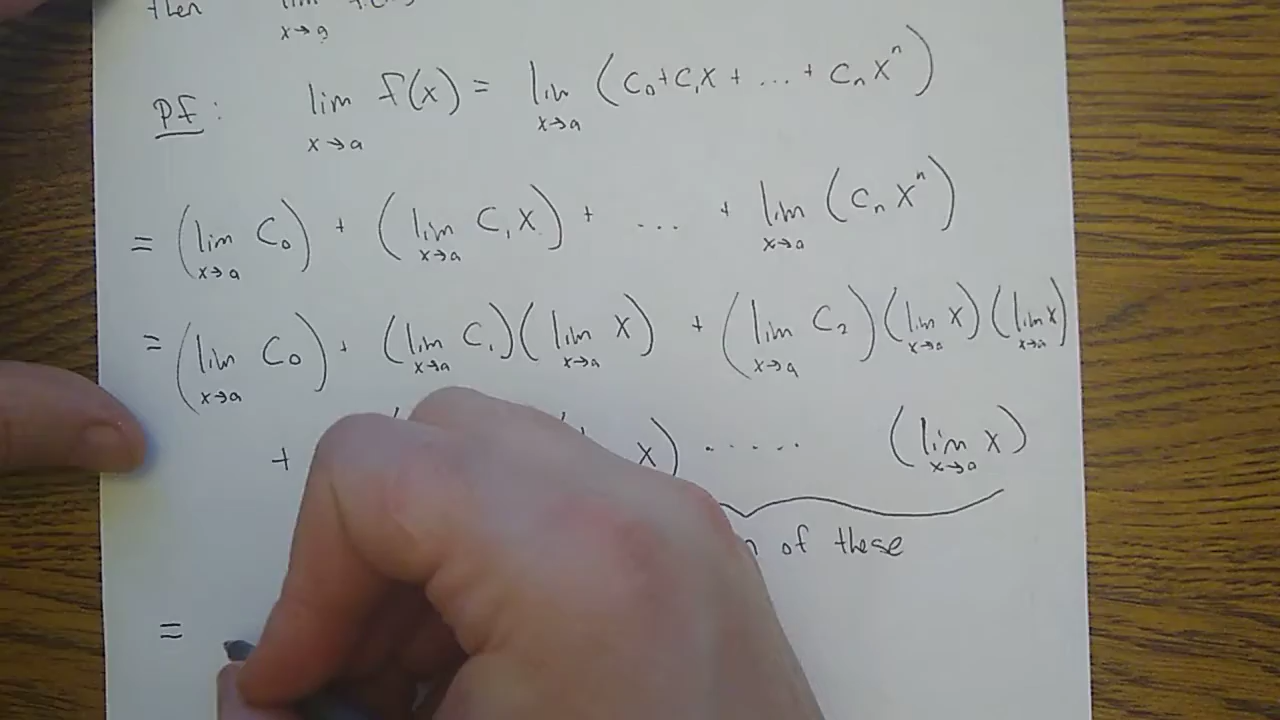 then lim
x→a
Pf: lim f(x) = lim (C₀+C₁x + ... + Cₙxⁿ)
x→a x→a
= (lim C₀) + (lim C₁x) + ... + lim (Cₙxⁿ)
x→a x→a x→a
= (lim C₀) + (lim C₁)(lim x) + (lim C₂)(lim x)(lim x)
x→a x→a x→a x→a x→a x→a
+ x) ..... (lim x)
x→a
of these
=